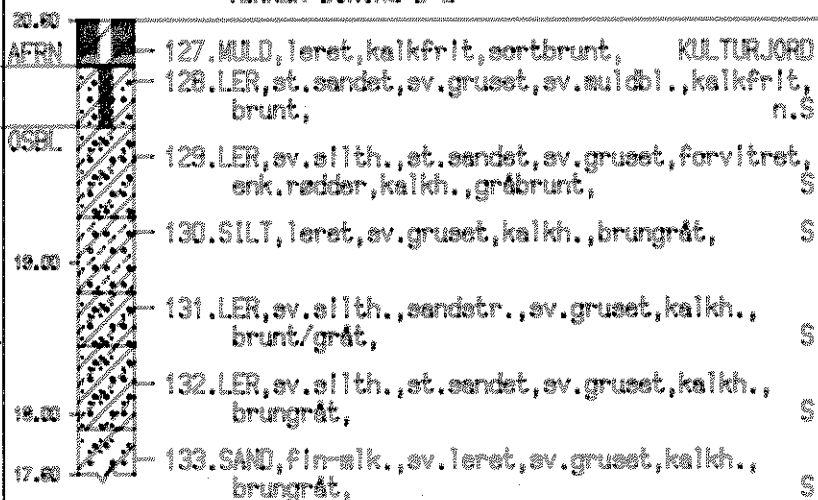 20.60
AFRN 127.MULD,leret,kalkfrit,sortbrunt, KULTURJORD
128.LER,st.sandet,sv.gruset,sv.muldbl.,kalkfrit,
brunt, n.S
OSBL
129.LER,sv.silth.,st.sandet,sv.gruset,forvitret,
enk.rødder,kalkh.,gråbrunt, S
130.SILT,leret,sv.gruset,kalkh.,brungråt, S
19.00
131.LER,sv.silth.,sandstr.,sv.gruset,kalkh.,
brunt/gråt, S
132.LER,sv.silth.,st.sandet,sv.gruset,kalkh.,
18.00 brungråt, S
133.SAND,fin-mlk.,sv.leret,sv.gruset,kalkh.,
17.60 brungråt, S